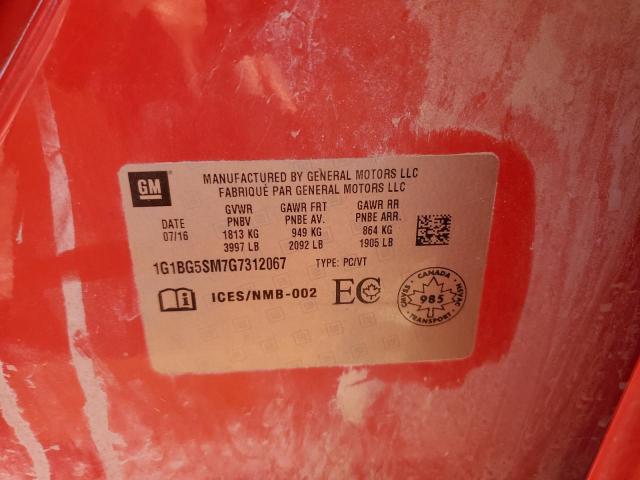 GM
MANUFACTURED BY GENERAL MOTORS LLC
FABRIQUÉ PAR GENERAL MOTORS LLC
DATE
07/16
GVWR
PNBV
1813 KG
3997 LB
GAWR FRT
PNBE AV.
949 KG
2092 LB
GAWR RR
PNBE ARR.
864 KG
1905 LB
1G1BG5SM7G7312067 TYPE: PC/VT
i ICES/NMB-002 EC
CANADA
CMVSS
NSVAC
985
TRANSPORT